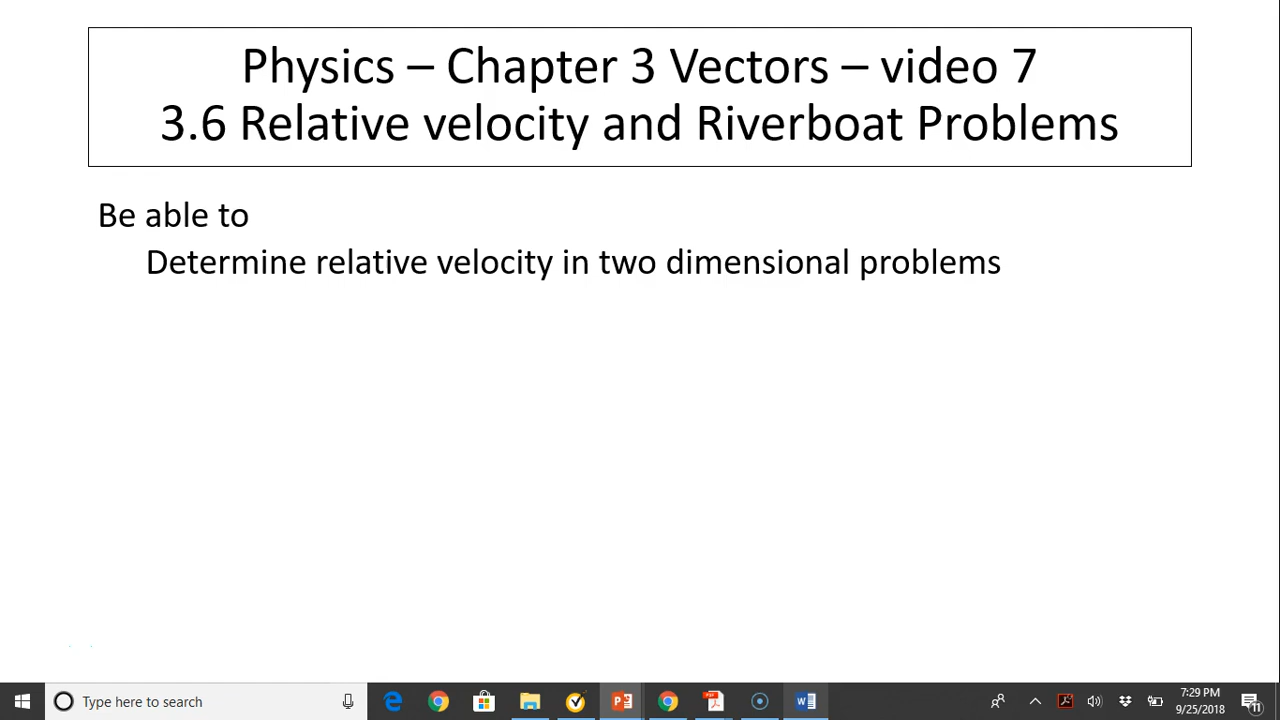 Physics – Chapter 3 Vectors – video 7
3.6 Relative velocity and Riverboat Problems
Be able to
Determine relative velocity in two dimensional problems
Type here to search
7:29 PM
9/25/2018
11